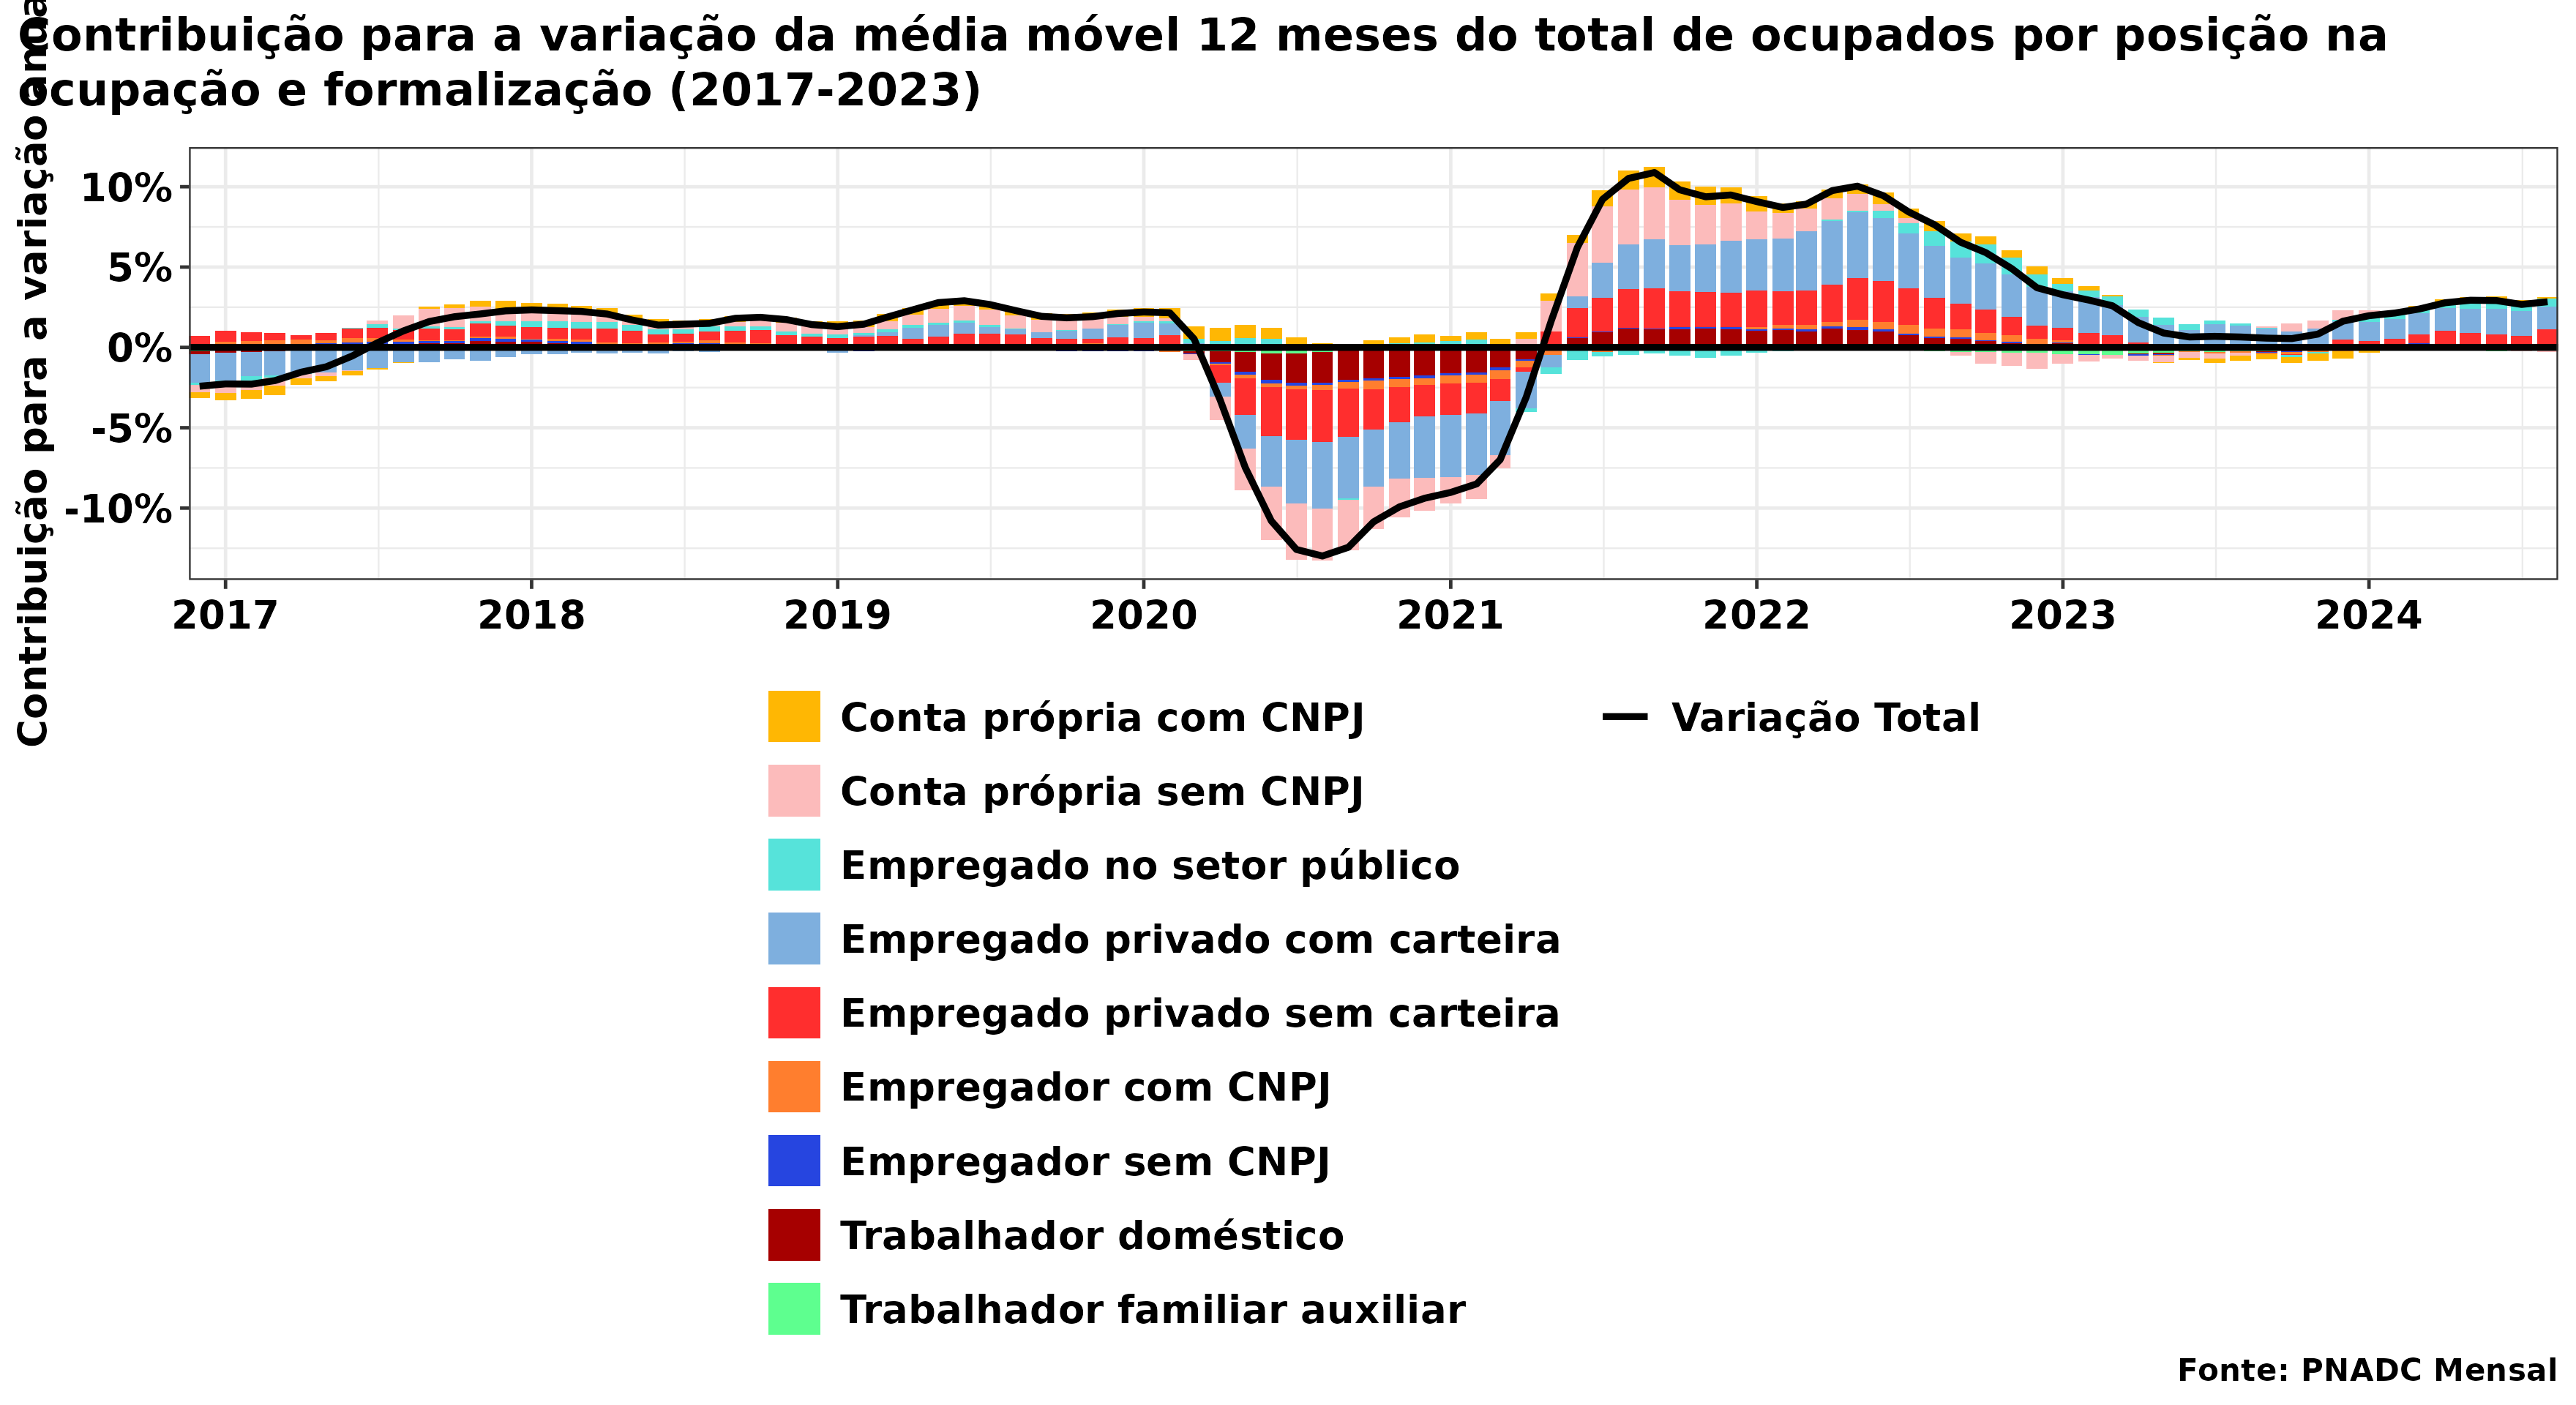 Contribuição para a variação da média móvel 12 meses do total de ocupados por posição na
ocupação e formalização (2017-2023)
Contribuição para a variação
10%
5%
0%
-5%
-10%
2017 2018 2019 2020 2021 2022 2023 2024
Conta própria com CNPJ
Conta própria sem CNPJ
Empregado no setor público
Empregado privado com carteira
Empregado privado sem carteira
Empregador com CNPJ
Empregador sem CNPJ
Trabalhador doméstico
Trabalhador familiar auxiliar
Variação Total
Fonte: PNADC Mensal